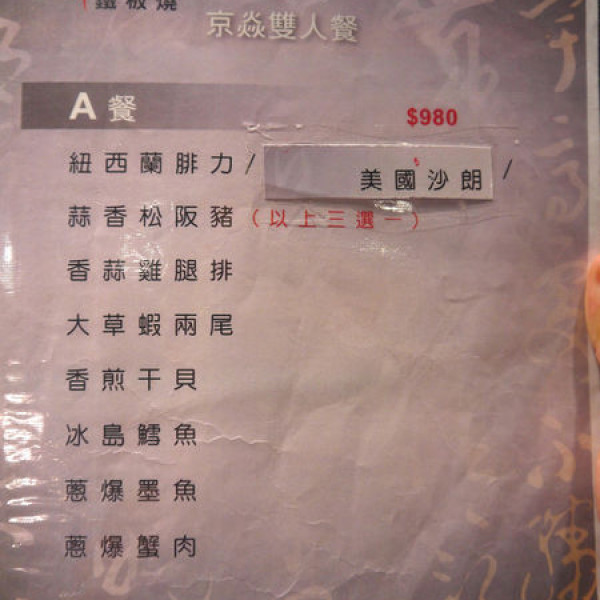 鐵板燒
京焱雙人餐
A餐 $980
紐西蘭腓力/美國沙朗/
蒜香松阪豬(以上三選一)
香蒜雞腿排
大草蝦兩尾
香煎干貝
冰島鱈魚
蔥爆墨魚
蔥爆蟹肉